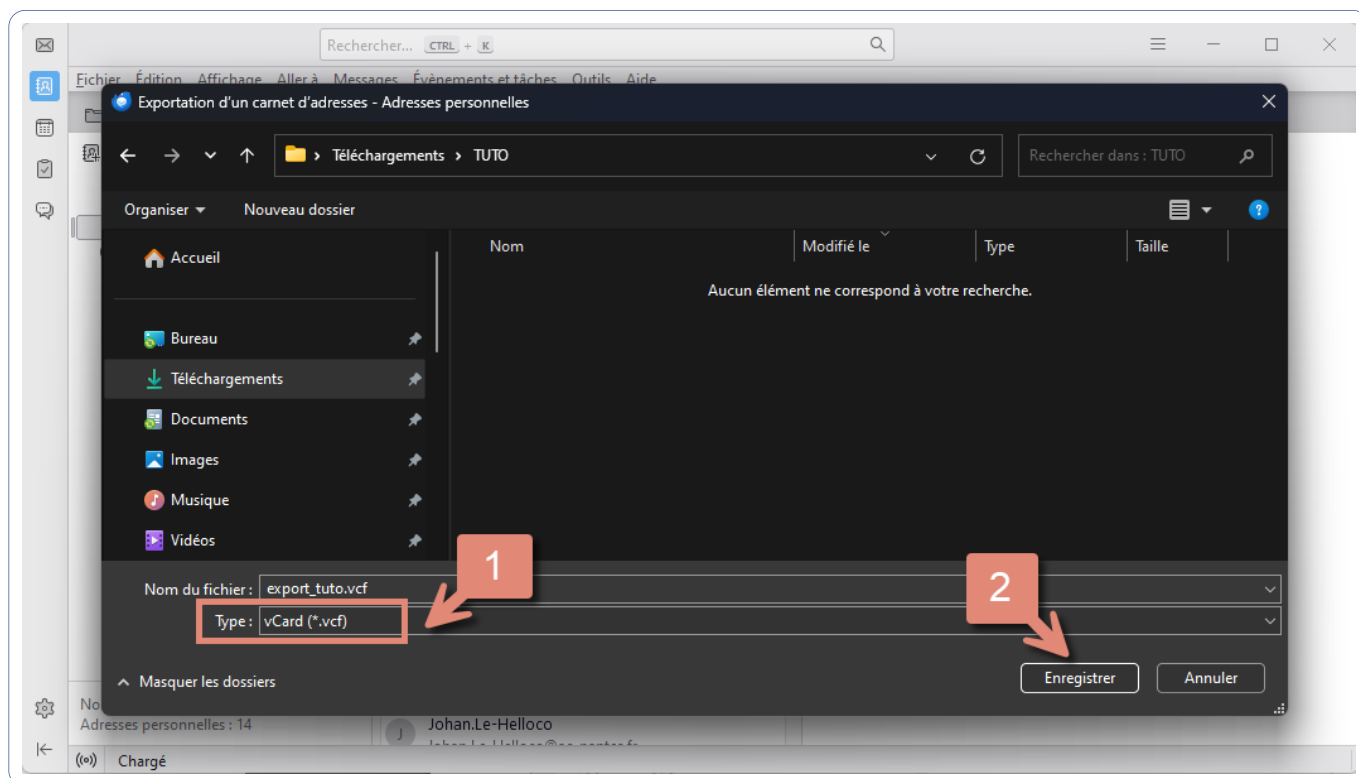 Rechercher... CTRL + K
Fichier Édition Affichage Aller à Messages Évènements et tâches Outils Aide
Exportation d'un carnet d'adresses - Adresses personnelles
Téléchargements > TUTO
Rechercher dans : TUTO
Organiser
Nouveau dossier
?
Accueil
Bureau
Téléchargements
Documents
Images
Musique
Vidéos
Nom
Modifié le
Type
Taille
Aucun élément ne correspond à votre recherche.
1
Nom du fichier : export_tuto.vcf
Type : vCard (*.vcf)
2
Masquer les dossiers
Enregistrer
Annuler
Adresses personnelles : 14
J
Johan.Le-Helloco
Chargé